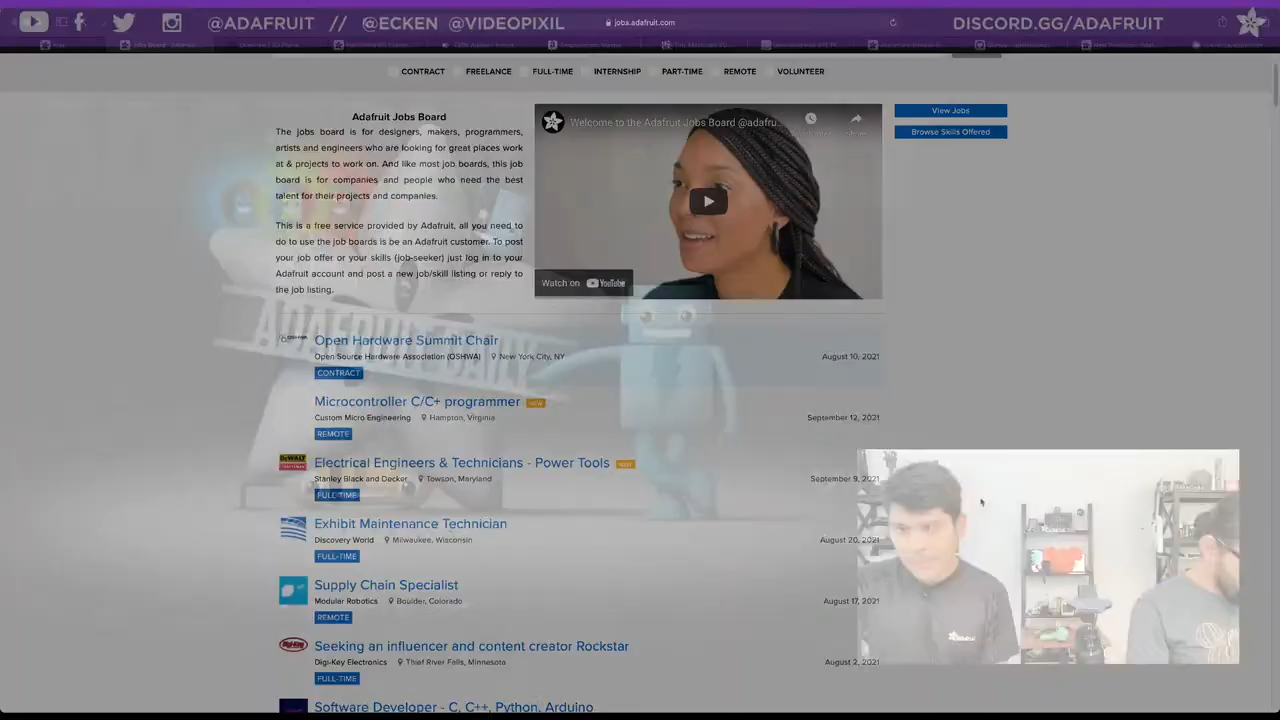 @ADAFRUIT // @ECKEN @VIDEOPIXIL
jobs.adafruit.com
DISCORD.GG/ADAFRUIT
CONTRACT FREELANCE FULL-TIME INTERNSHIP PART-TIME REMOTE VOLUNTEER
Adafruit Jobs Board
The jobs board is for designers, makers, programmers,
artists and engineers who are looking for great places work
at & projects to work on. And like most job boards, this job
board is for companies and people who need the best
talent for their projects and companies.
This is a free service provided by Adafruit, all you need to
do to use the job boards is be an Adafruit customer. To post
your job offer or your skills (job-seeker) just log in to your
Adafruit account and post a new job/skill listing or reply to
the job listing.
Welcome to the Adafruit Jobs Board @adafru...
Watch on YouTube
View Jobs
Browse Skills Offered
ADAFRUIT DAILY
Open Hardware Summit Chair
Open Source Hardware Association (OSHWA) New York City, NY August 10, 2021
CONTRACT
Microcontroller C/C+ programmer NEW
Custom Micro Engineering Hampton, Virginia September 12, 2021
REMOTE
DEWALT
Electrical Engineers & Technicians - Power Tools NEW
Stanley Black and Decker Towson, Maryland September 9, 2021
FULL-TIME
Exhibit Maintenance Technician
Discovery World Milwaukee, Wisconsin August 20, 2021
FULL-TIME
Supply Chain Specialist
Modular Robotics Boulder, Colorado August 17, 2021
REMOTE
Digi-Key
Seeking an influencer and content creator Rockstar
Digi-Key Electronics Thief River Falls, Minnesota August 2, 2021
FULL-TIME
Software Developer - C, C++, Python, Arduino